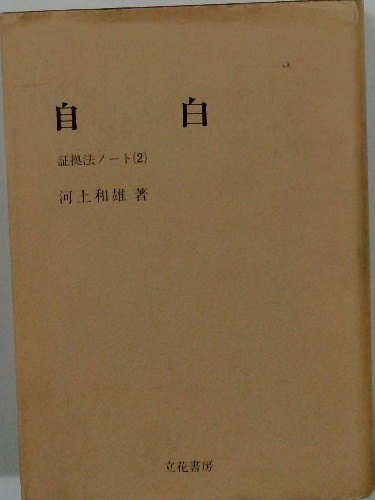 自 白
証拠法ノート(2)
河上和雄 著
立花書房